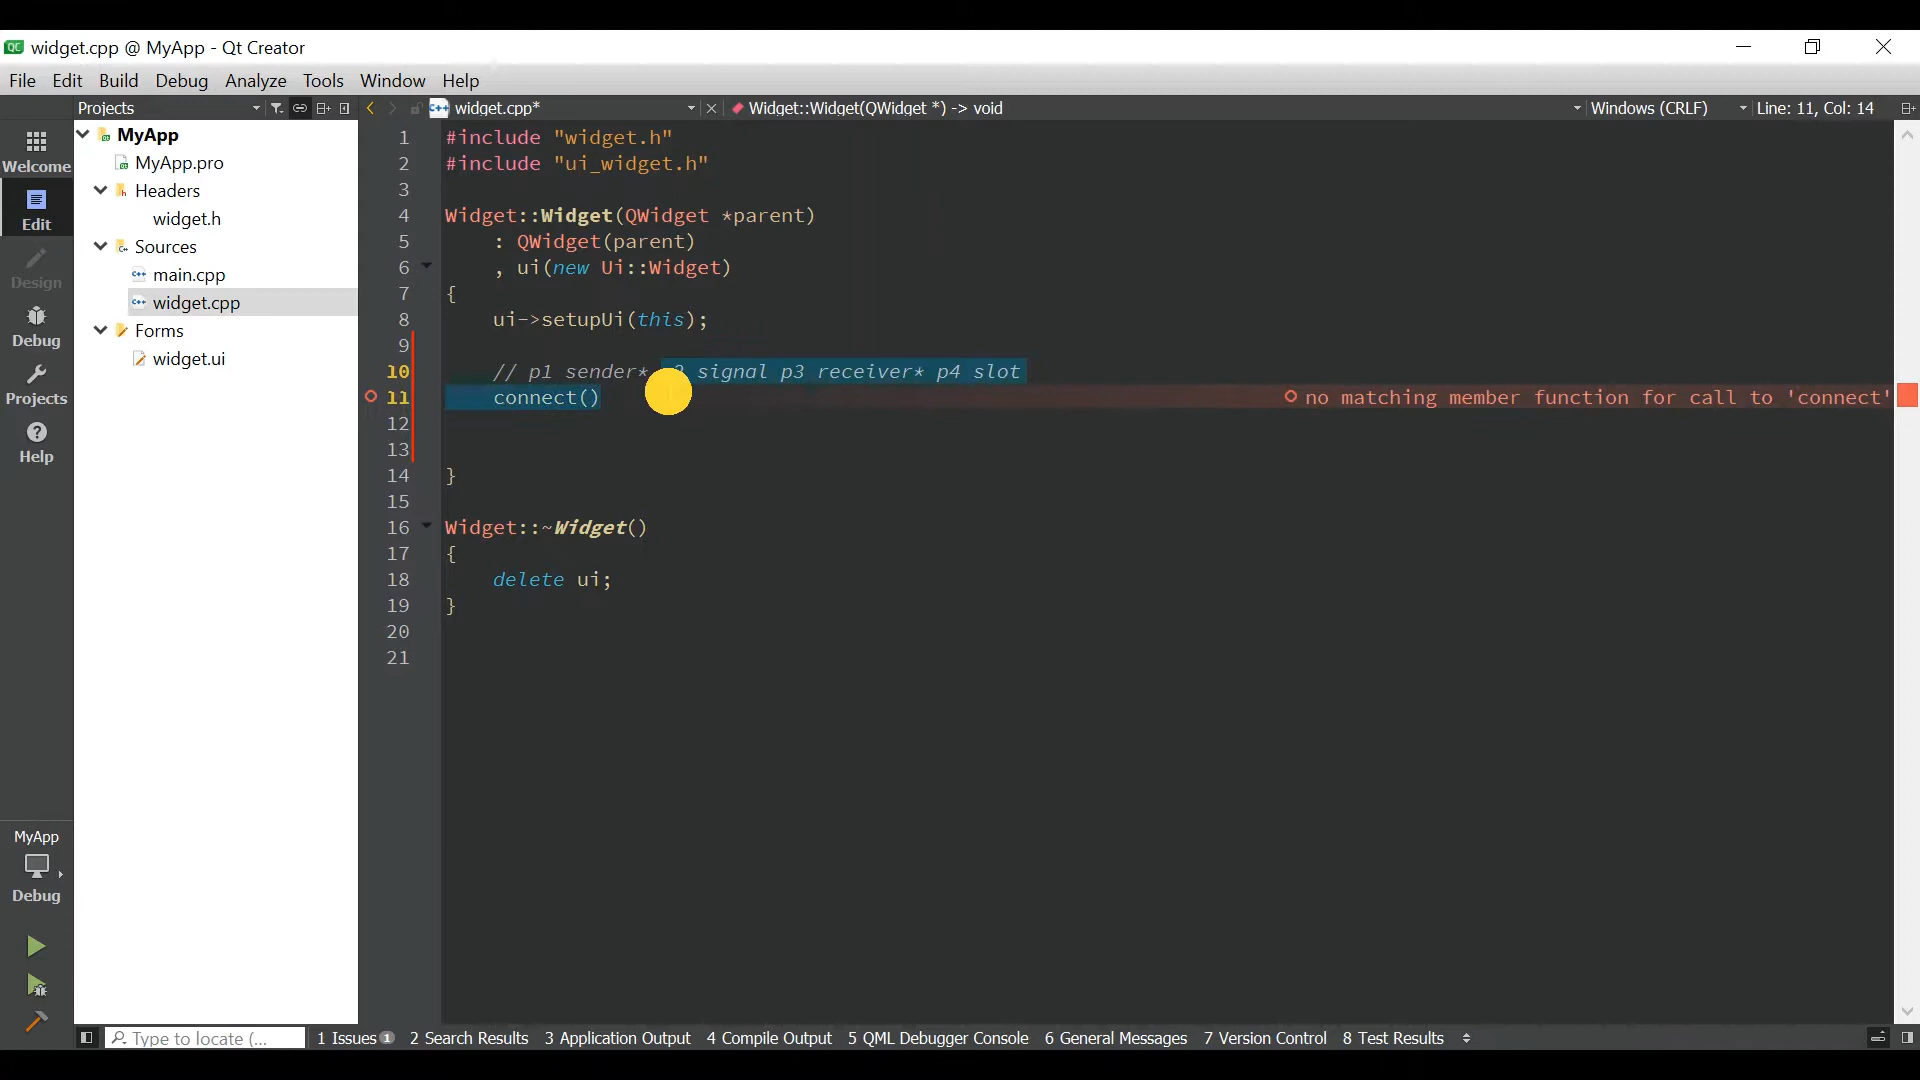 widget.cpp @ MyApp - Qt Creator
File Edit Build Debug Analyze Tools Window Help
Projects
widget.cpp*
Widget::Widget(QWidget *) -> void
Windows (CRLF)
Line: 11, Col: 14
Welcome
Edit
Design
Debug
Projects
Help
MyApp
MyApp.pro
Headers
widget.h
Sources
main.cpp
widget.cpp
Forms
widget.ui
1 #include "widget.h"
2 #include "ui_widget.h"
3
4 Widget::Widget(QWidget *parent)
5 : QWidget(parent)
6 , ui(new Ui::Widget)
7 {
8 ui->setupUi(this);
9
10 // p1 sender* 2 signal p3 receiver* p4 slot
11 connect() no matching member function for call to 'connect'
12
13
14 }
15
16 Widget::~Widget()
17 {
18 delete ui;
19 }
20
21
MyApp
Debug
Type to locate (...
1 Issues 1
2 Search Results
3 Application Output
4 Compile Output
5 QML Debugger Console
6 General Messages
7 Version Control
8 Test Results